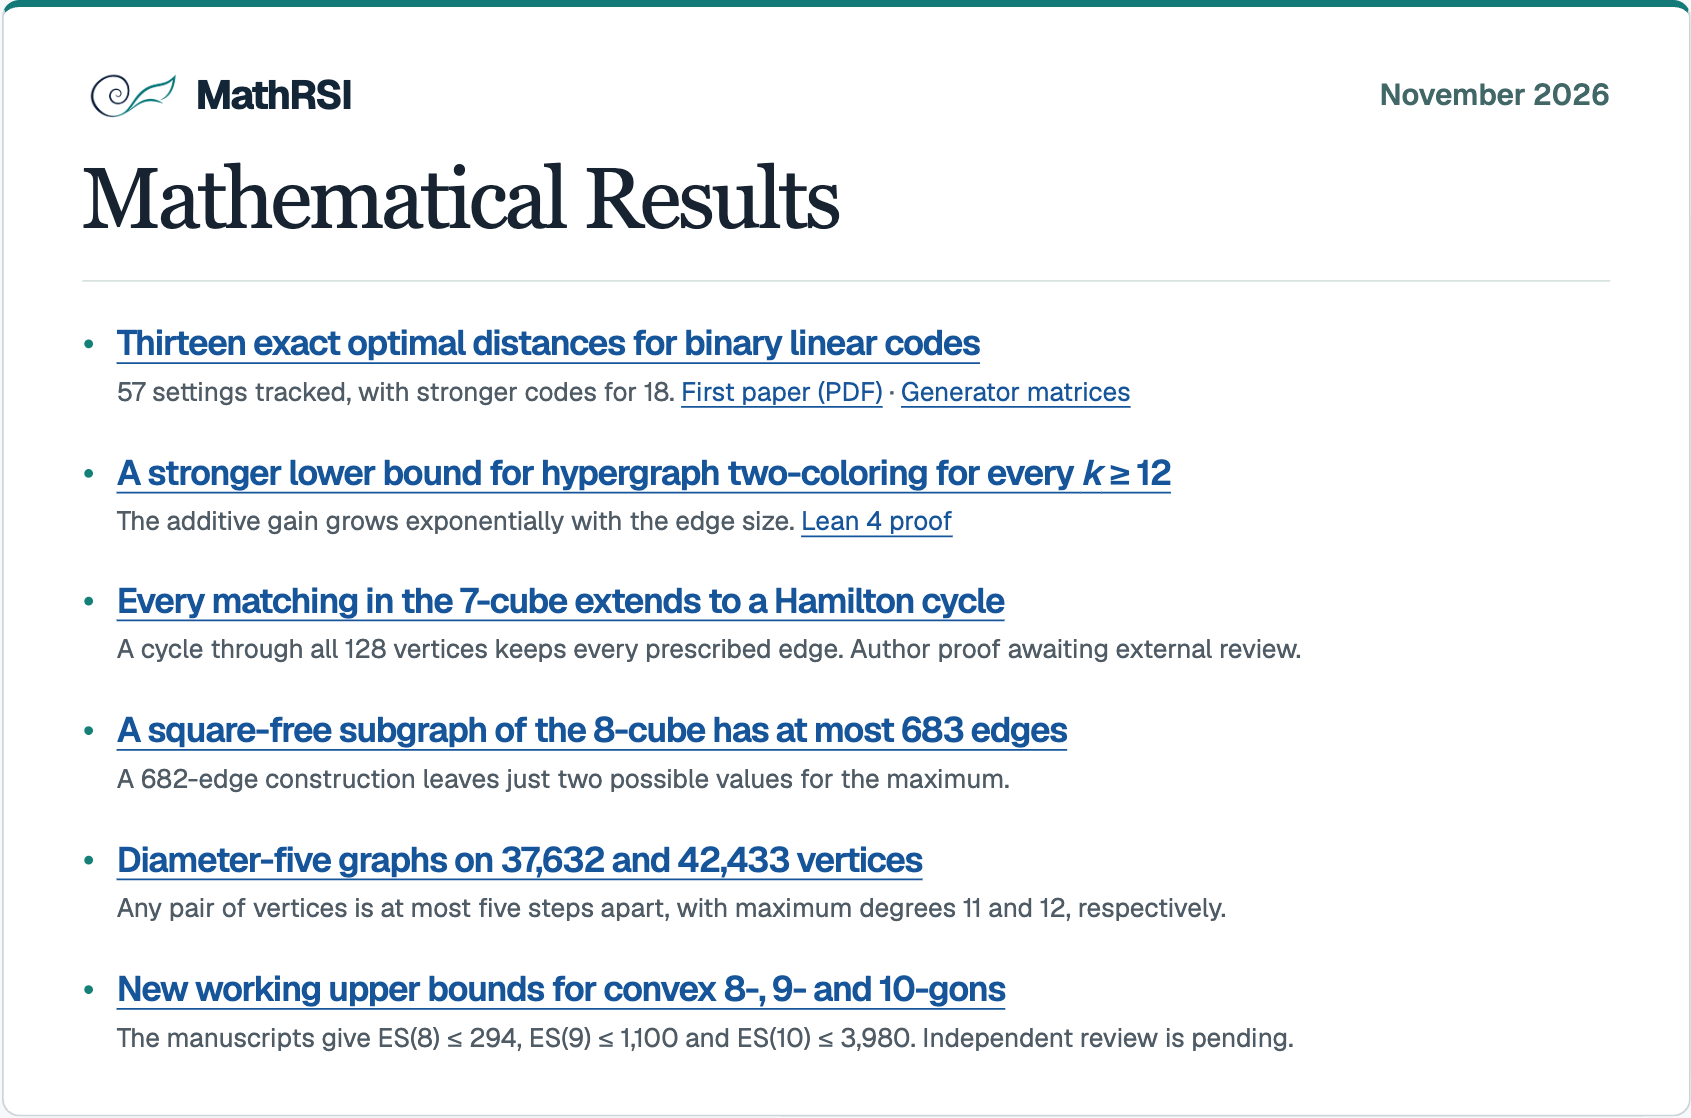 MathRSI
November 2026
Mathematical Results
• Thirteen exact optimal distances for binary linear codes
57 settings tracked, with stronger codes for 18. First paper (PDF) · Generator matrices
• A stronger lower bound for hypergraph two-coloring for every k ≥ 12
The additive gain grows exponentially with the edge size. Lean 4 proof
• Every matching in the 7-cube extends to a Hamilton cycle
A cycle through all 128 vertices keeps every prescribed edge. Author proof awaiting external review.
• A square-free subgraph of the 8-cube has at most 683 edges
A 682-edge construction leaves just two possible values for the maximum.
• Diameter-five graphs on 37,632 and 42,433 vertices
Any pair of vertices is at most five steps apart, with maximum degrees 11 and 12, respectively.
• New working upper bounds for convex 8-, 9- and 10-gons
The manuscripts give ES(8) ≤ 294, ES(9) ≤ 1,100 and ES(10) ≤ 3,980. Independent review is pending.